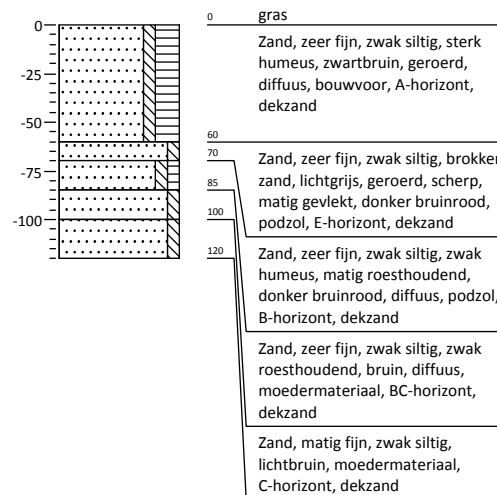 0
-25
-50
-75
-100
0
gras
Zand, zeer fijn, zwak siltig, sterk
humeus, zwartbruin, geroerd,
diffuus, bouwvoor, A-horizont,
dekzand
60
70
Zand, zeer fijn, zwak siltig, brokken
zand, lichtgrijs, geroerd, scherp,
matig gevlekt, donker bruinrood,
podzol, E-horizont, dekzand
85
100
120
Zand, zeer fijn, zwak siltig, zwak
humeus, matig roesthoudend,
donker bruinrood, diffuus, podzol,
B-horizont, dekzand
Zand, zeer fijn, zwak siltig, zwak
roesthoudend, bruin, diffuus,
moedermateriaal, BC-horizont,
dekzand
Zand, matig fijn, zwak siltig,
lichtbruin, moedermateriaal,
C-horizont, dekzand